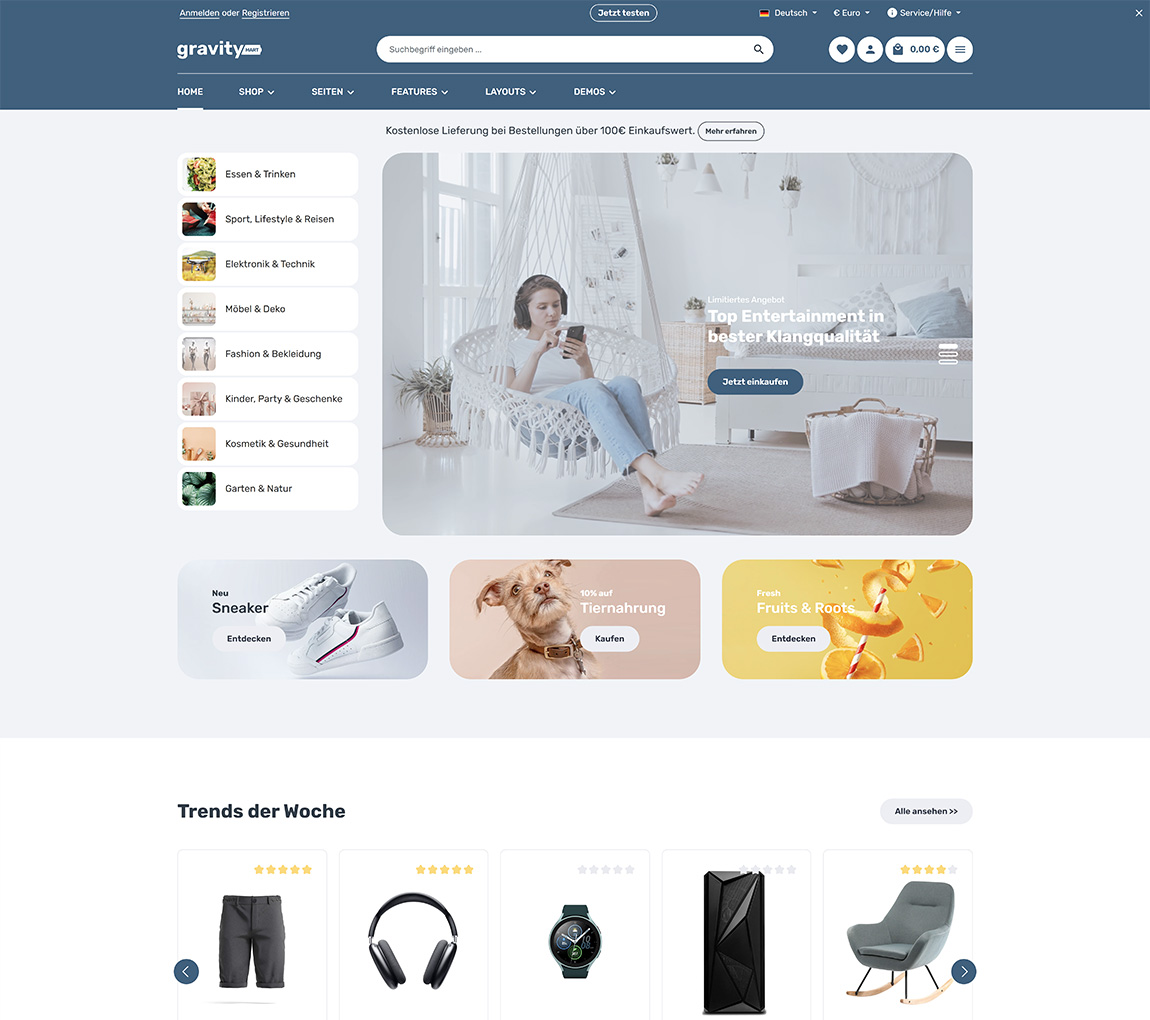 Anmelden oder Registrieren
Jetzt testen
Deutsch
€ Euro
Service/Hilfe
gravity MART
Suchbegriff eingeben ...
0,00 €
HOME
SHOP
SEITEN
FEATURES
LAYOUTS
DEMOS
Kostenlose Lieferung bei Bestellungen über 100€ Einkaufswert. Mehr erfahren
Essen & Trinken
Sport, Lifestyle & Reisen
Elektronik & Technik
Möbel & Deko
Fashion & Bekleidung
Kinder, Party & Geschenke
Kosmetik & Gesundheit
Garten & Natur
Limitiertes Angebot
Top Entertainment in
bester Klangqualität
Jetzt einkaufen
Neu
Sneaker
Entdecken
10% auf
Tiernahrung
Kaufen
Fresh
Fruits & Roots
Entdecken
Trends der Woche
Alle ansehen >>